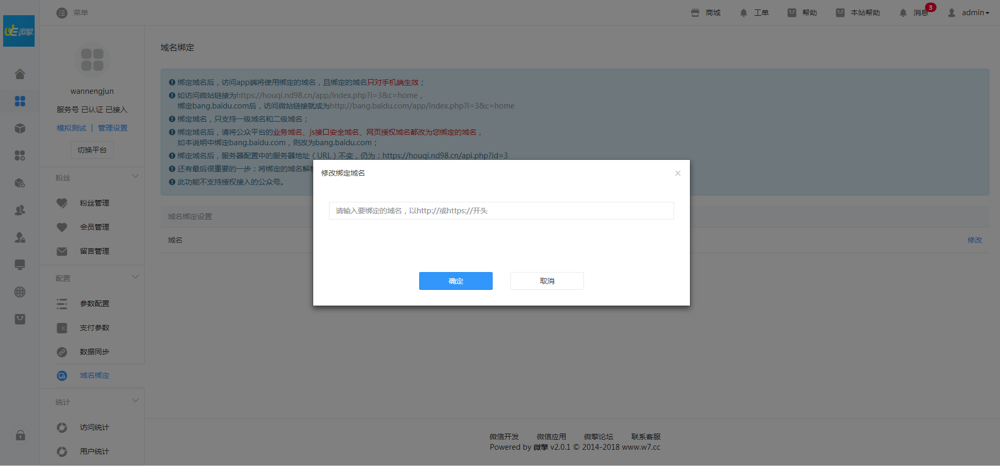 菜单
商城
工单
帮助
本站帮助
消息
3
admin
微擎
wannengjun
服务号 已认证 已接入
模拟测试 | 管理设置
切换平台
粉丝
粉丝管理
会员管理
留言管理
配置
参数配置
支付参数
数据同步
域名绑定
统计
访问统计
用户统计
域名绑定
绑定域名后，访问app端将使用绑定的域名，且绑定的域名只对手机端生效；
如访问微站链接为https://houqi.nd98.cn/app/index.php?i=3&c=home，
绑定bang.baidu.com后，访问微站链接就成为http://bang.baidu.com/app/index.php?i=3&c=home
绑定域名，只支持一级域名和二级域名；
绑定域名后，请将公众平台的业务域名、js接口安全域名、网页授权域名都改为您绑定的域名，
如本说明中绑定bang.baidu.com，则改为bang.baidu.com；
绑定域名后，服务器配置中的服务器地址（URL）不变，仍为：https://houqi.nd98.cn/api.php?id=3
还有最后很重要的一步：将绑定的域名解
此功能不支持授权接入的公众号。
域名绑定设置
域名
修改
修改绑定域名
×
请输入要绑定的域名，以http://或https://开头
确定
取消
微信开发 微信应用 微擎论坛 联系客服
Powered by 微擎 v2.0.1 © 2014-2018 www.w7.cc